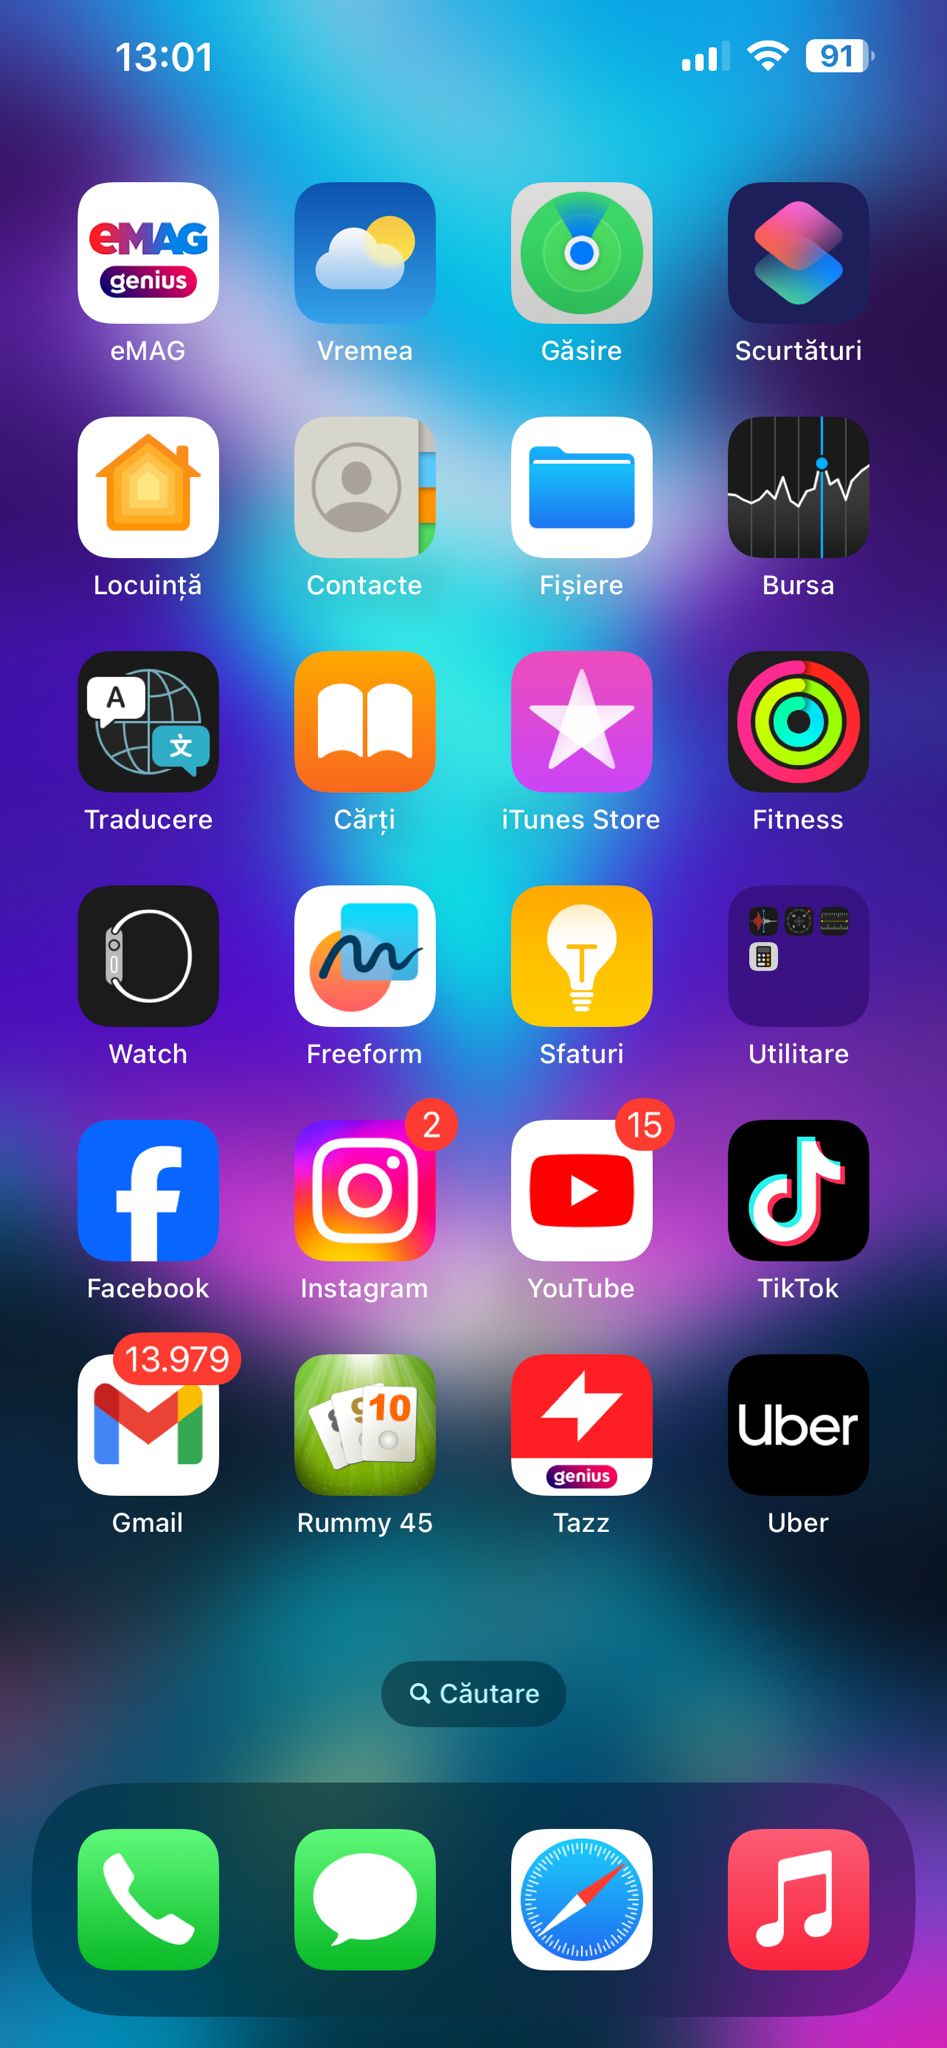 13:01
91
eMAG
genius
eMAG
Vremea
Găsire
Scurtături
Locuință
Contacte
Fișiere
Bursa
A
文
Traducere
Cărți
iTunes Store
Fitness
Watch
Freeform
Sfaturi
Utilitare
2
15
Facebook
Instagram
YouTube
TikTok
13.979
8
9
10
genius
Uber
Gmail
Rummy 45
Tazz
Uber
Căutare